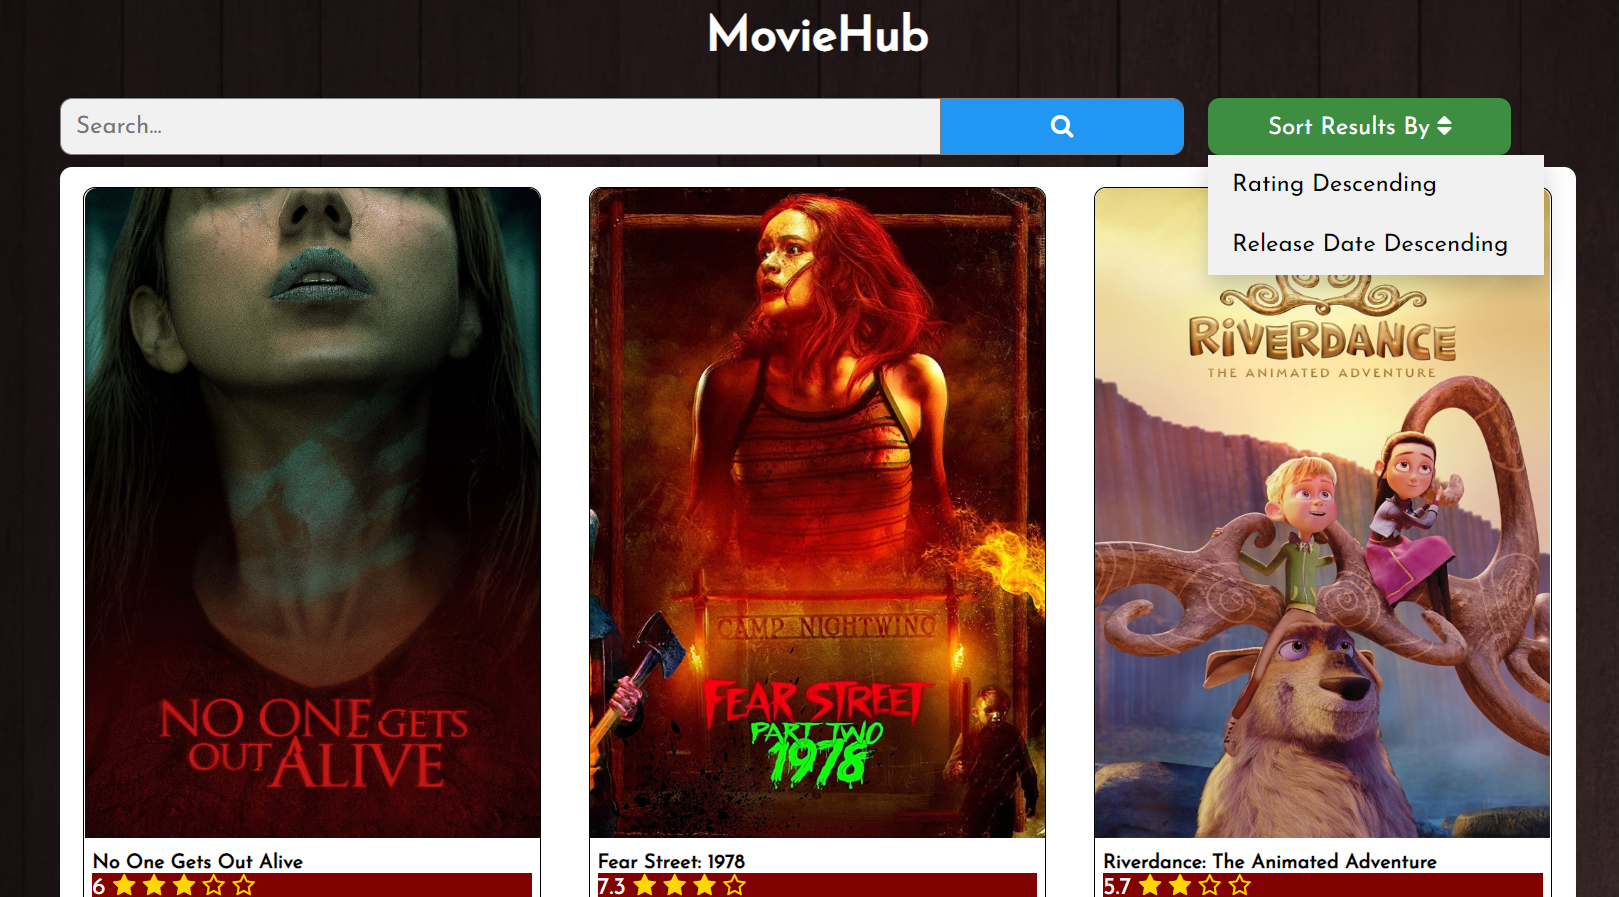 MovieHub
Search...
Sort Results By
Rating Descending
Release Date Descending
NO ONE GETS
OUT ALIVE
CAMP NIGHTWING
FEAR STREET
PART TWO
1978
RiVERDANCE
THE ANIMATED ADVENTURE
No One Gets Out Alive
6
Fear Street: 1978
7.3
Riverdance: The Animated Adventure
5.7